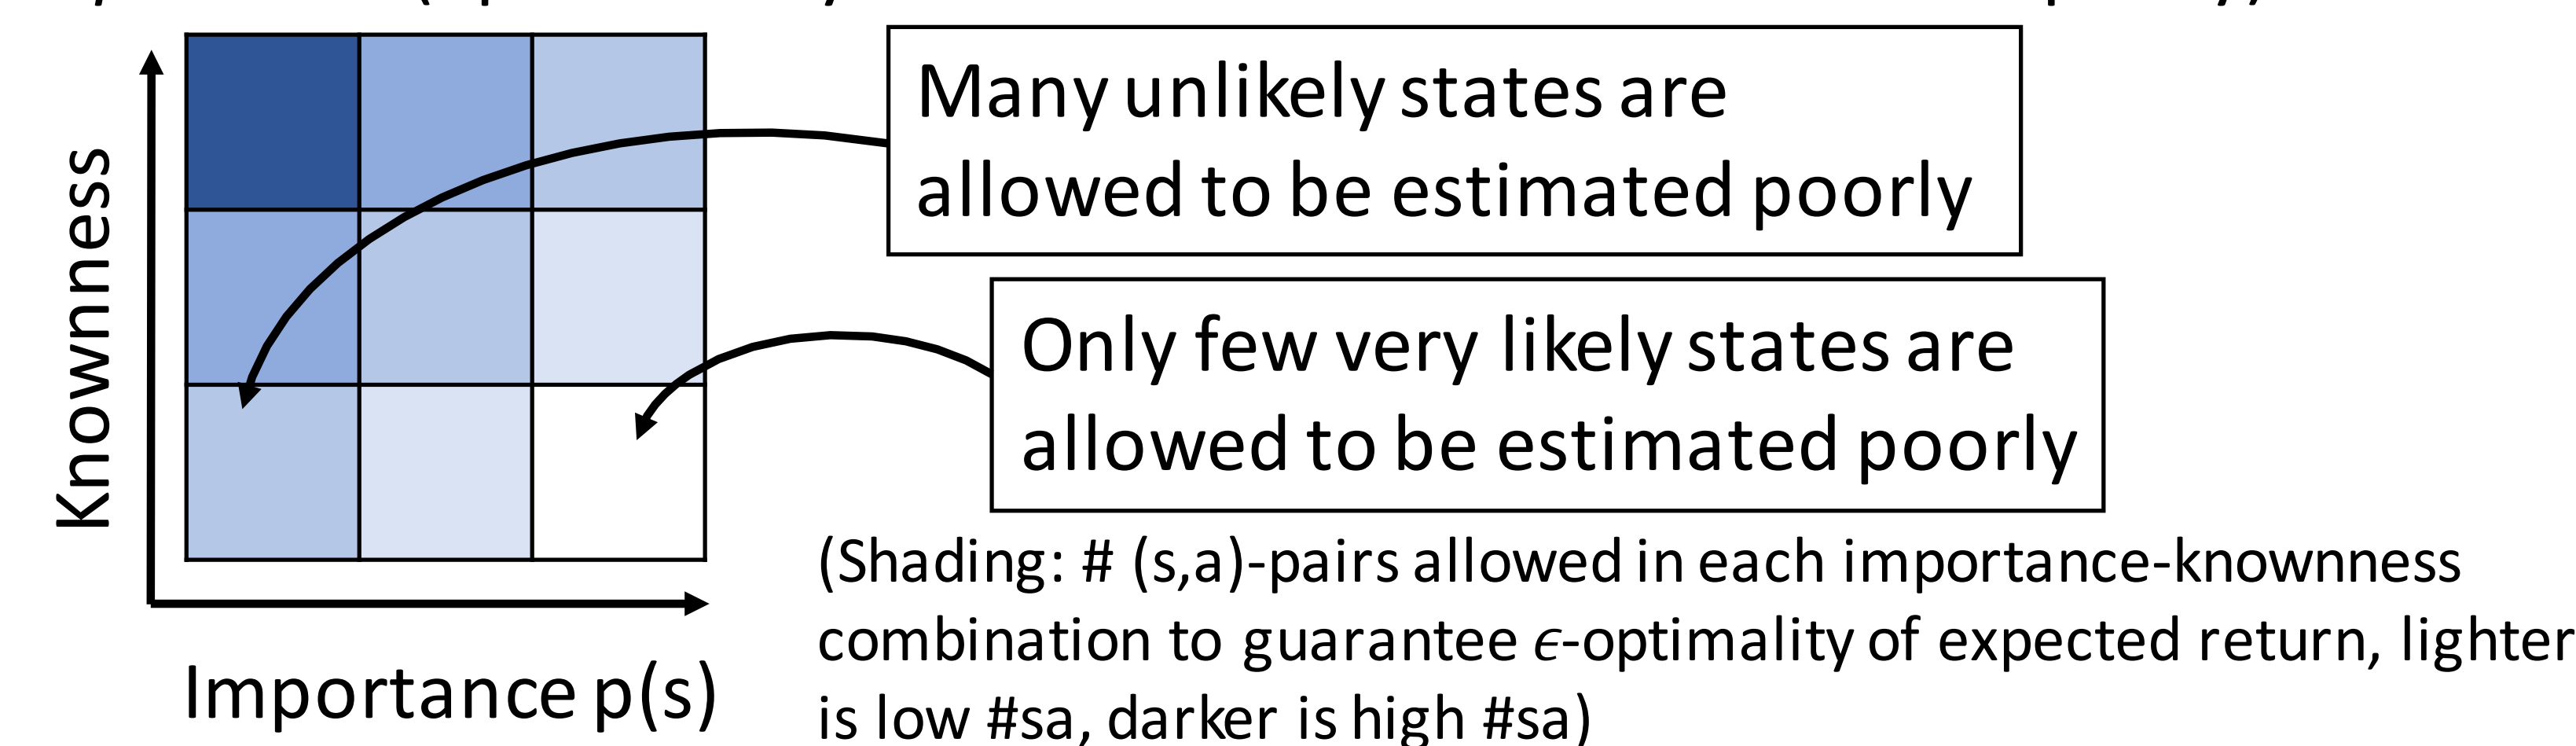 Many unlikely states are
allowed to be estimated poorly
Only few very likely states are
allowed to be estimated poorly
Knownness
Importance p(s)
(Shading: # (s,a)-pairs allowed in each importance-knownness
combination to guarantee ϵ-optimality of expected return, lighter
is low #sa, darker is high #sa)